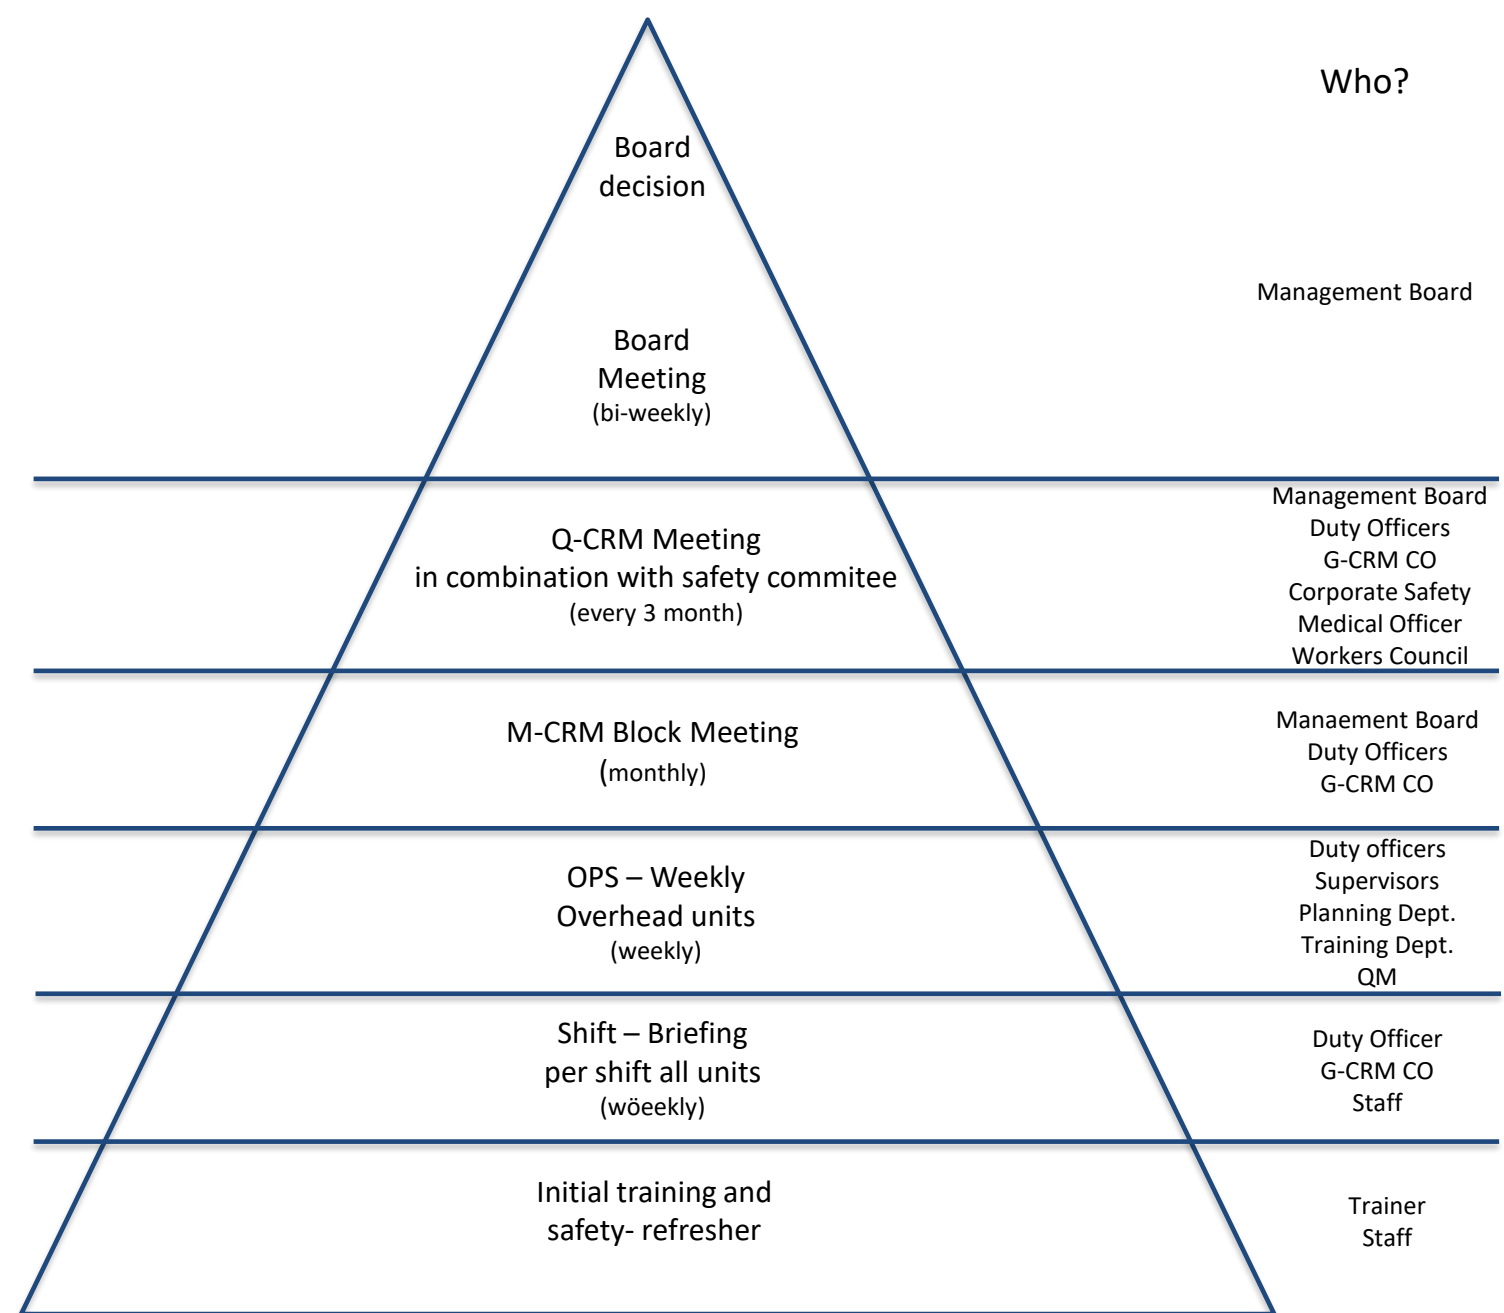 Who?
Board
decision
Management Board
Board
Meeting
(bi-weekly)
Q-CRM Meeting
in combination with safety commitee
(every 3 month)
Management Board
Duty Officers
G-CRM CO
Corporate Safety
Medical Officer
Workers Council
M-CRM Block Meeting
(monthly)
Manaement Board
Duty Officers
G-CRM CO
OPS – Weekly
Overhead units
(weekly)
Duty officers
Supervisors
Planning Dept.
Training Dept.
QM
Shift – Briefing
per shift all units
(wöeekly)
Duty Officer
G-CRM CO
Staff
Initial training and
safety- refresher
Trainer
Staff